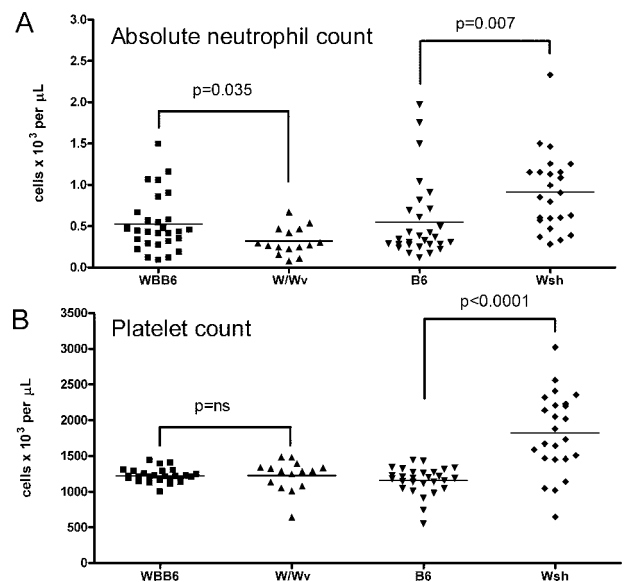 A
Absolute neutrophil count
p=0.007
p=0.035
cells x 10³ per µL
3.0
2.5
2.0
1.5
1.0
0.5
0.0
WBB6 W/Wv B6 Wsh
B
Platelet count
p<0.0001
p=ns
cells x 10³ per µL
3500
3000
2500
2000
1500
1000
500
0
WBB6 W/Wv B6 Wsh